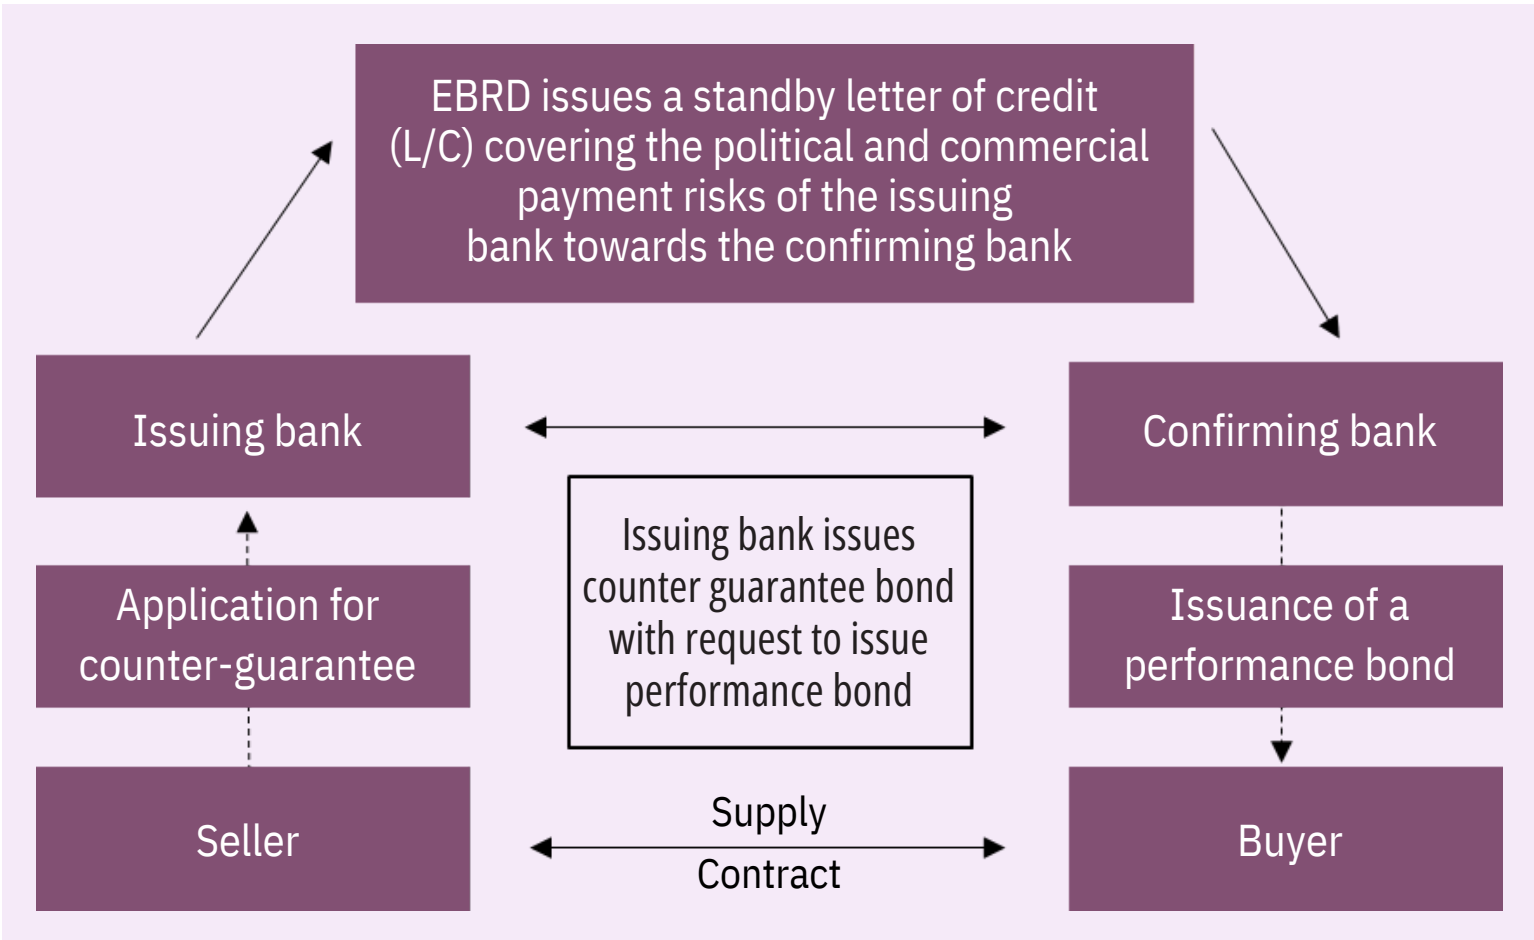 EBRD issues a standby letter of credit
(L/C) covering the political and commercial
payment risks of the issuing
bank towards the confirming bank
Issuing bank
Confirming bank
Issuing bank issues
counter guarantee bond
with request to issue
performance bond
Application for
counter-guarantee
Issuance of a
performance bond
Seller
Supply
Contract
Buyer